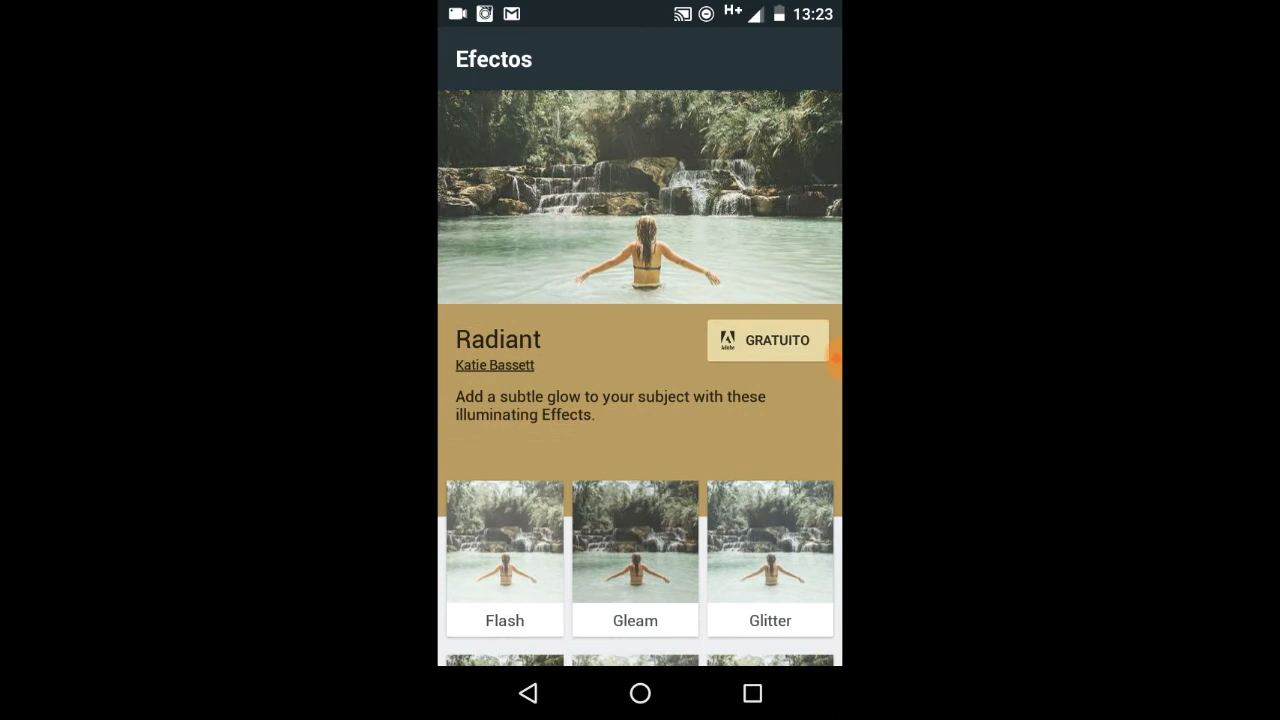 H+ 13:23
Efectos
Radiant
Adobe GRATUITO
Katie Bassett
Add a subtle glow to your subject with these
illuminating Effects.
Flash Gleam Glitter